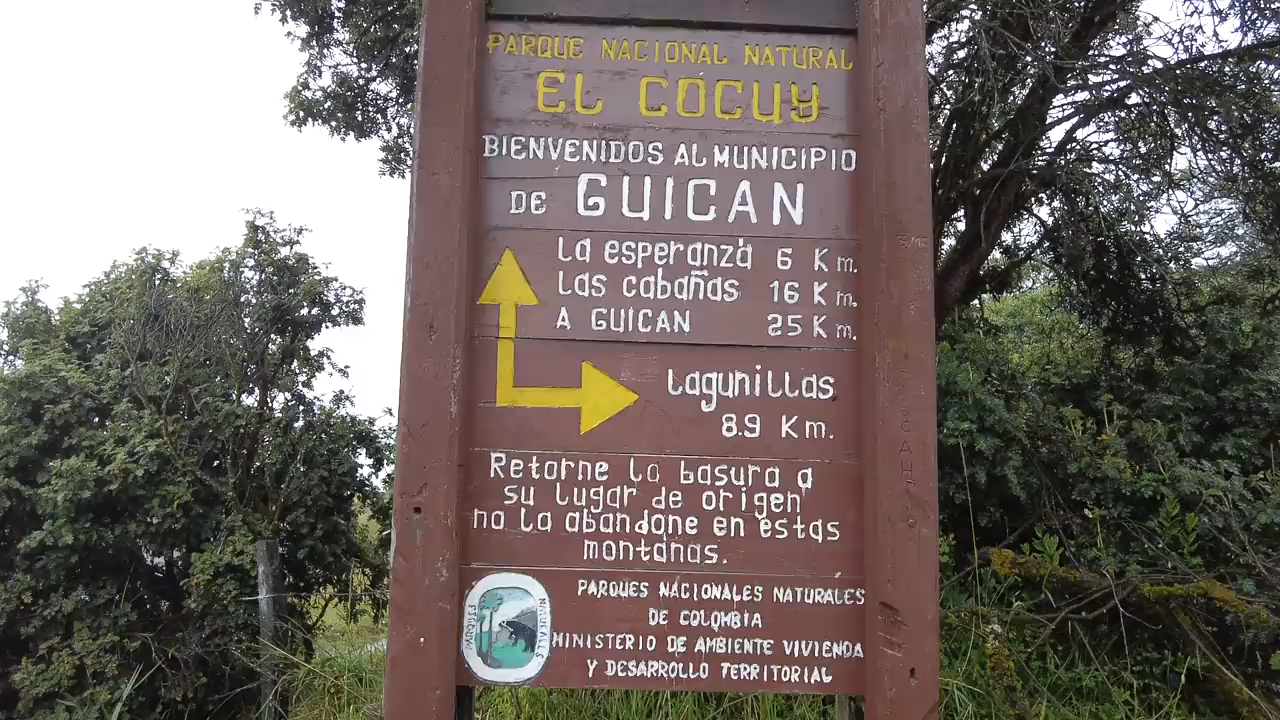 PARQUE NACIONAL NATURAL
EL COCUY
BIENVENIDOS AL MUNICIPIO
DE GUICAN
La esperanza 6 Km.
Las cabañas 16 Km.
A GUICAN 25 Km.
Lagunillas
8.9 Km.
Retorne la basura a
su lugar de origen
no la abandone en estas
montañas.
PARQUES NACIONALES NATURALES
DE COLOMBIA
MINISTERIO DE AMBIENTE VIVIENDA
Y DESARROLLO TERRITORIAL